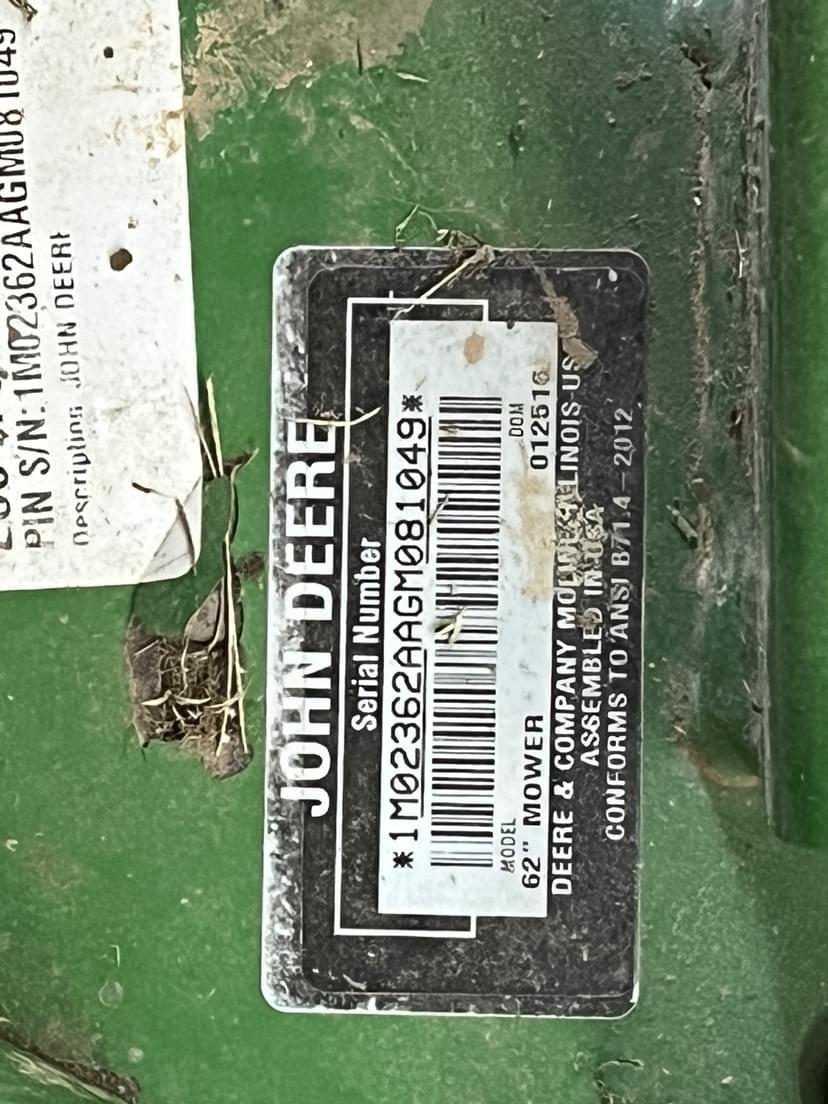 PIN S/N: 1M02362AAGM081049
Description: JOHN DEERE
JOHN DEERE
Serial Number
*1M02362AAGM081049*
MODEL DOM
62" MOWER 012516
DEERE & COMPANY MOLINE ILLINOIS US
ASSEMBLED IN USA
CONFORMS TO ANSI B71.4 – 2012